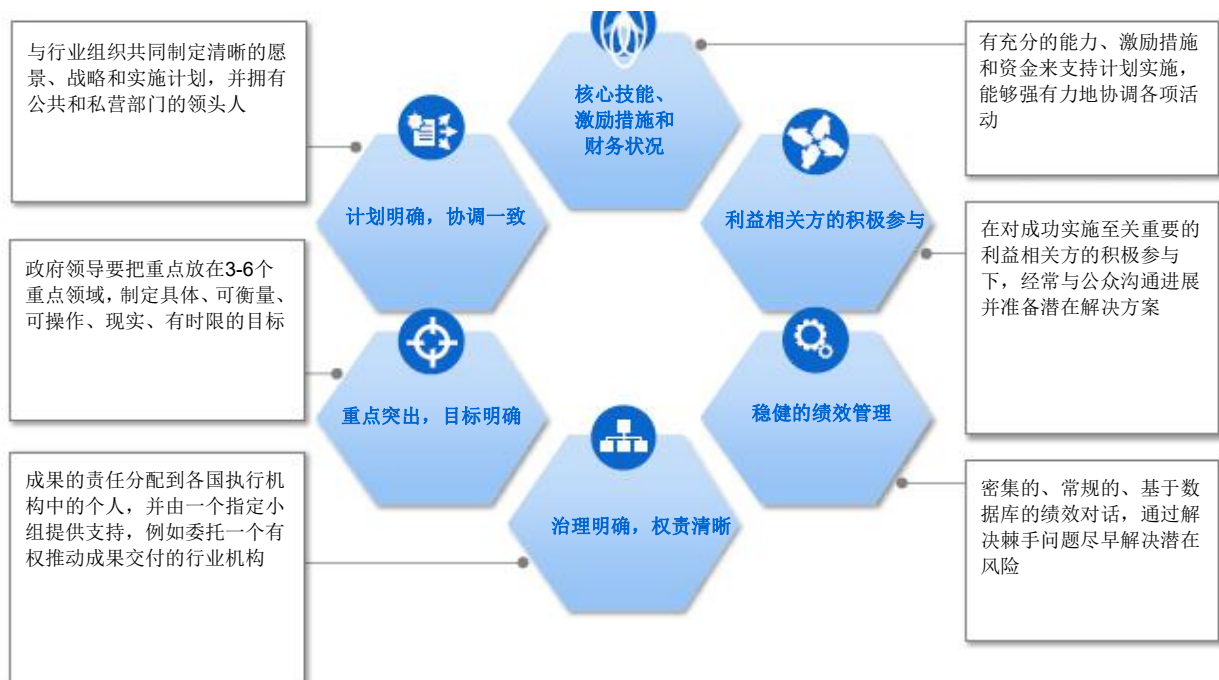 与行业组织共同制定清晰的愿
景、战略和实施计划，并拥有
公共和私营部门的领头人
计划明确，协调一致
政府领导要把重点放在3-6个
重点领域，制定具体、可衡量、
可操作、现实、有时限的目标
重点突出，目标明确
成果的责任分配到各国执行机
构中的个人，并由一个指定小
组提供支持，例如委托一个有
权推动成果交付的行业机构
治理明确，权责清晰
核心技能、
激励措施和
财务状况
有充分的能力、激励措施
和资金来支持计划实施，
能够强有力地协调各项活
动
利益相关方的积极参与
在对成功实施至关重要的
利益相关方的积极参与
下，经常与公众沟通进展
并准备潜在解决方案
稳健的绩效管理
密集的、常规的、基于数
据库的绩效对话，通过解
决棘手问题尽早解决潜在
风险